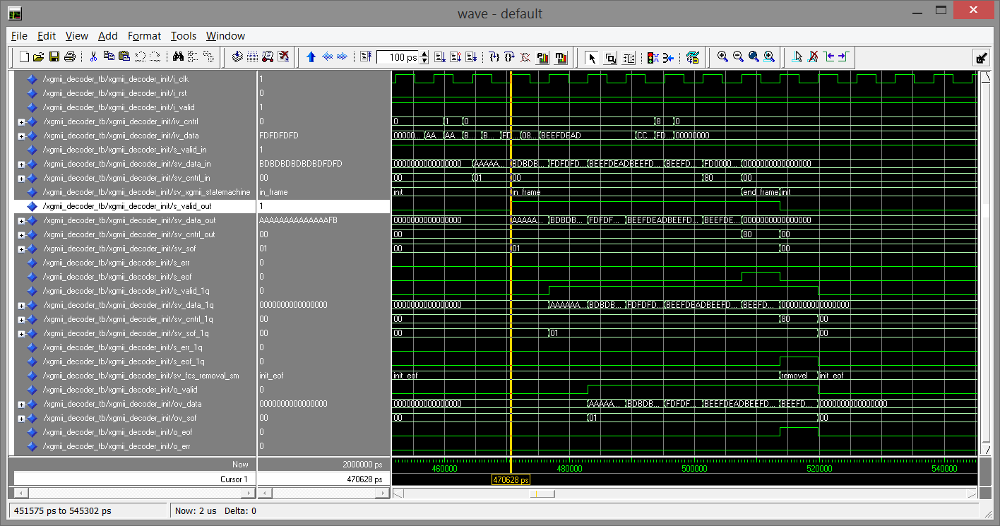 wave - default
File Edit View Add Format Tools Window
100 ps
/xgmii_decoder_tb/xgmii_decoder_init/i_clk 1
/xgmii_decoder_tb/xgmii_decoder_init/i_rst 0
/xgmii_decoder_tb/xgmii_decoder_init/i_valid 1
/xgmii_decoder_tb/xgmii_decoder_init/iv_cntrl 0 0 1 0 8 0
/xgmii_decoder_tb/xgmii_decoder_init/iv_data FDFDFDFD 00000... AA... AA... B... B... FD... 08... BEEFDEAD CC... FD... 00000000
/xgmii_decoder_tb/xgmii_decoder_init/s_valid_in 1
/xgmii_decoder_tb/xgmii_decoder_init/sv_data_in BDBDBDBDBDBDFDFD 0000000000000000 AAAAA... BDBDB... FDFDFD... BEEFDEADBEEFD... BEEFD... FD0000... 0000000000000000
/xgmii_decoder_tb/xgmii_decoder_init/sv_cntrl_in 00 00 01 00 80 00
/xgmii_decoder_tb/xgmii_decoder_init/sv_xgmii_statemachine in_frame init in_frame end_frame init
/xgmii_decoder_tb/xgmii_decoder_init/s_valid_out 1
/xgmii_decoder_tb/xgmii_decoder_init/sv_data_out AAAAAAAAAAAAAAFB 0000000000000000 AAAAA... BDBDB... FDFDF... BEEFDEADBEEFD... BEEFDE... 0000000000000000
/xgmii_decoder_tb/xgmii_decoder_init/sv_cntrl_out 00 00 80 00
/xgmii_decoder_tb/xgmii_decoder_init/sv_sof 01 00 01 00
/xgmii_decoder_tb/xgmii_decoder_init/s_err 0
/xgmii_decoder_tb/xgmii_decoder_init/s_eof 0
/xgmii_decoder_tb/xgmii_decoder_init/s_valid_1q 0
/xgmii_decoder_tb/xgmii_decoder_init/sv_data_1q 0000000000000000 0000000000000000 AAAAAA... BDBDB... FDFDFD... BEEFDEADBEEFD... BEEFD... 0000000000000000
/xgmii_decoder_tb/xgmii_decoder_init/sv_cntrl_1q 00 00 80 00
/xgmii_decoder_tb/xgmii_decoder_init/sv_sof_1q 00 00 01 00
/xgmii_decoder_tb/xgmii_decoder_init/s_err_1q 0
/xgmii_decoder_tb/xgmii_decoder_init/s_eof_1q 0
/xgmii_decoder_tb/xgmii_decoder_init/sv_fcs_removal_sm init_eof init_eof removel init_eof
/xgmii_decoder_tb/xgmii_decoder_init/o_valid 0
/xgmii_decoder_tb/xgmii_decoder_init/ov_data 0000000000000000 0000000000000000 AAAAA... BDBDB... FDFDF... BEEFDEADBEEFD... BEEFD... 0000000000000000
/xgmii_decoder_tb/xgmii_decoder_init/ov_sof 00 00 01 00
/xgmii_decoder_tb/xgmii_decoder_init/o_eof 0
/xgmii_decoder_tb/xgmii_decoder_init/o_err 0
Now 2000000 ps 460000 480000 500000 520000 540000
Cursor 1 470628 ps 470628 ps
451575 ps to 545302 ps Now: 2 us Delta: 0